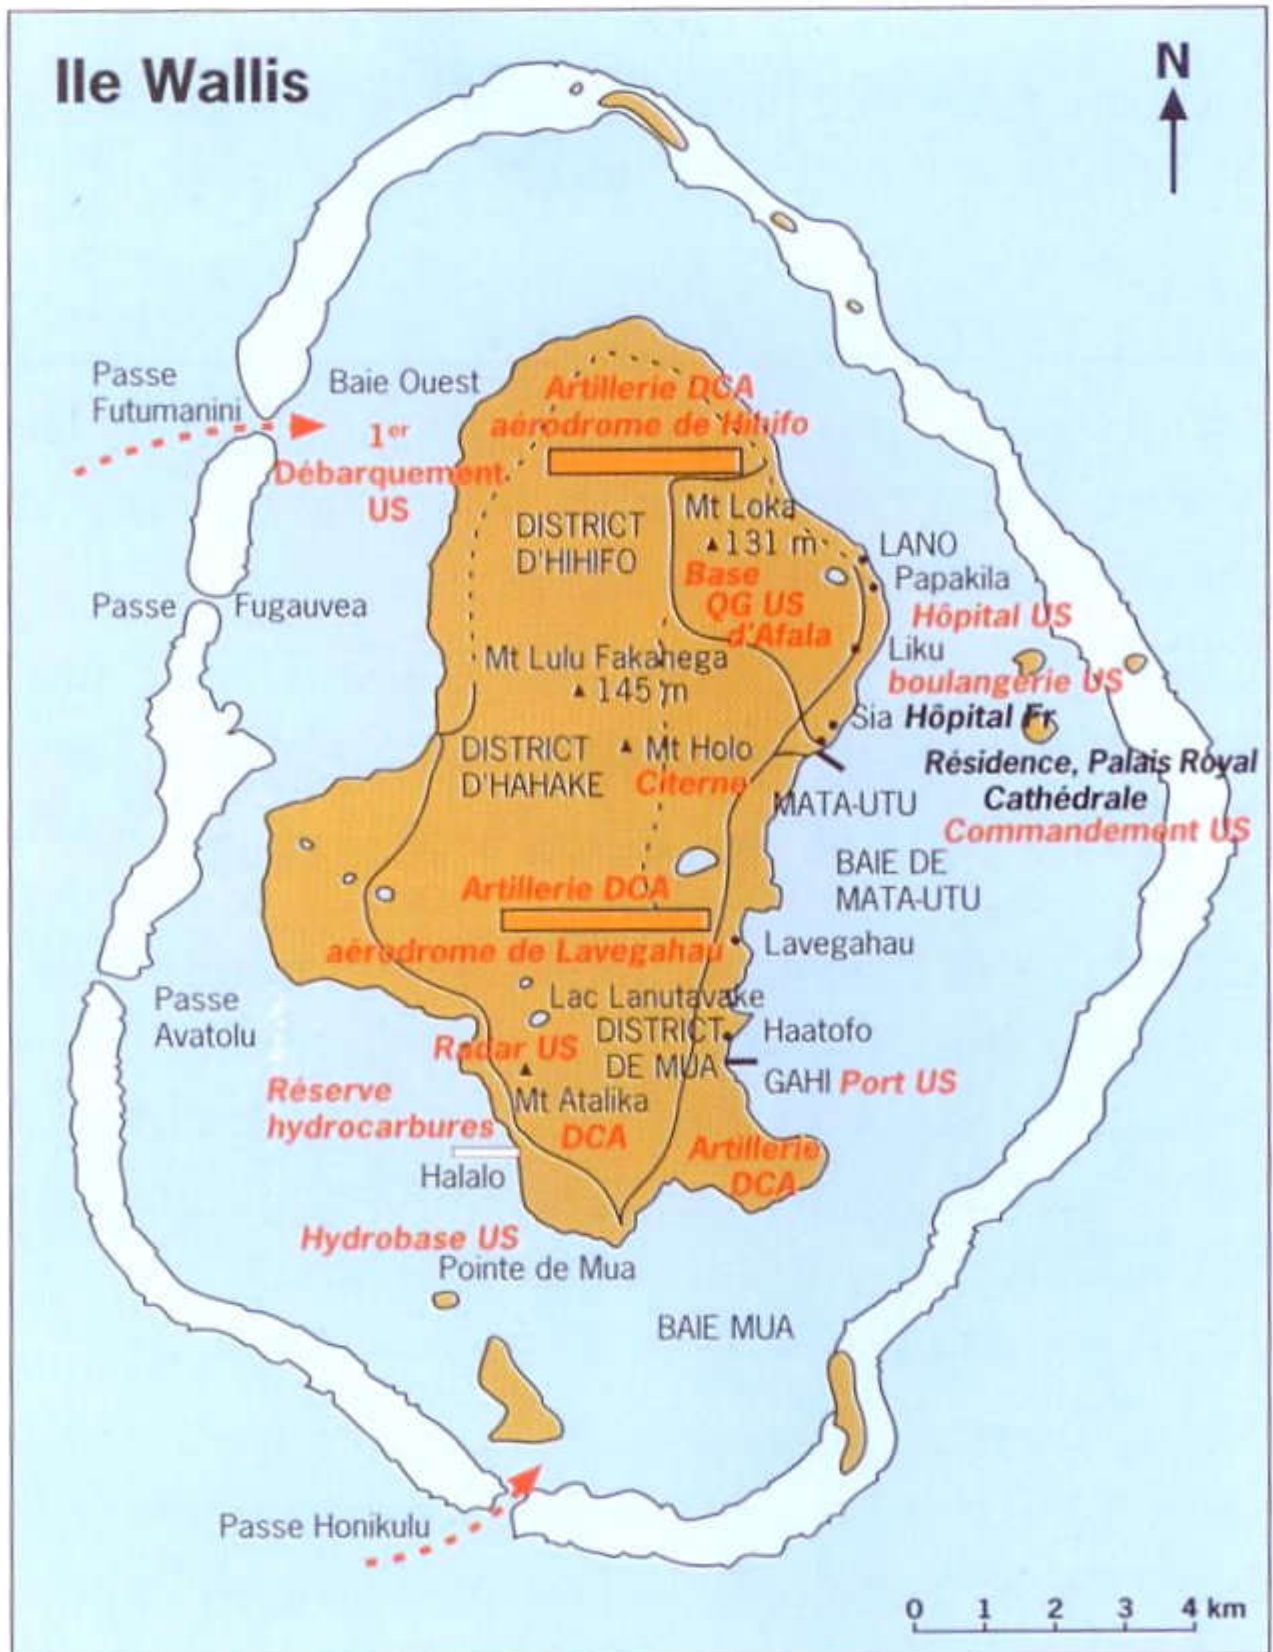 Ile Wallis
N
Passe
Futumanini
Baie Ouest
1er
Débarquement
US
Artillerie DCA
aérodrome de Hihifo
DISTRICT
D'HIHIFO
Mt Loka
131 m
Base
QG US
d'Afala
LANO
Papakila
Hôpital US
Liku
boulangerie US
Sia Hôpital Fr
Résidence, Palais Royal
Cathédrale
Commandement US
Passe Fugauvea
Mt Lulu Fakahega
145 m
DISTRICT
D'HAHAKE
Mt Holo
Citerne
MATA-UTU
BAIE DE
MATA-UTU
Artillerie DCA
aérodrome de Lavegahau
Lavegahau
Passe
Avatolu
Lac Lanutavake
DISTRICT
DE MUA
Haatofo
GAHI Port US
Radar US
Mt Atalika
DCA
Réserve
hydrocarbures
Halalo
Artillerie
DCA
Hydrobase US
Pointe de Mua
BAIE MUA
Passe Honikulu
0 1 2 3 4 km